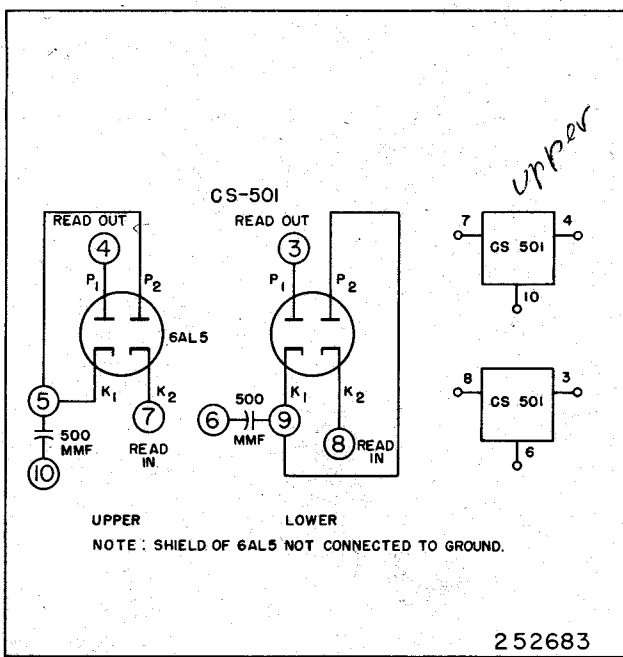 upper
CS-501
READ OUT
READ OUT
4
3
7
4
CS 501
10
P1
P2
P1
P2
6AL5
8
3
CS 501
6
5
K1
K2
7
6
500
MMF
9
K1
K2
8
500
MMF
10
READ
IN
READ
IN
UPPER
LOWER
NOTE: SHIELD OF 6AL5 NOT CONNECTED TO GROUND.
252683